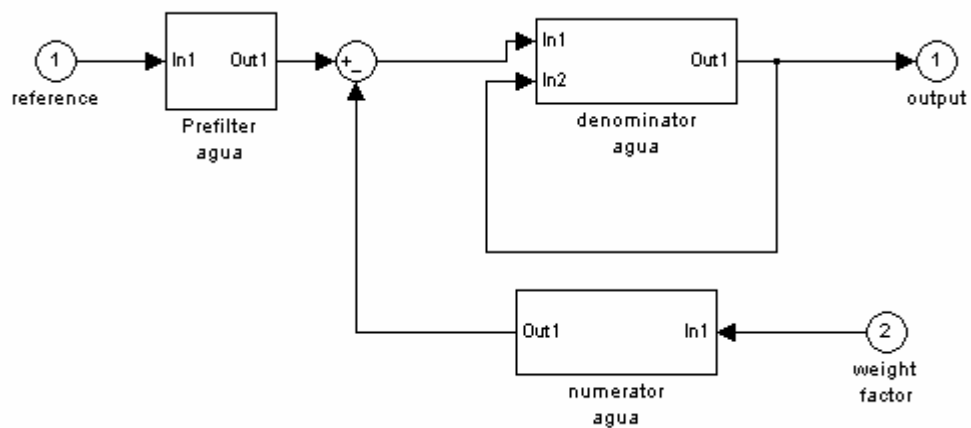 1
reference
In1 Out1
Prefilter
agua
+
−
In1
In2
Out1
denominator
agua
1
output
Out1 In1
numerator
agua
2
weight
factor